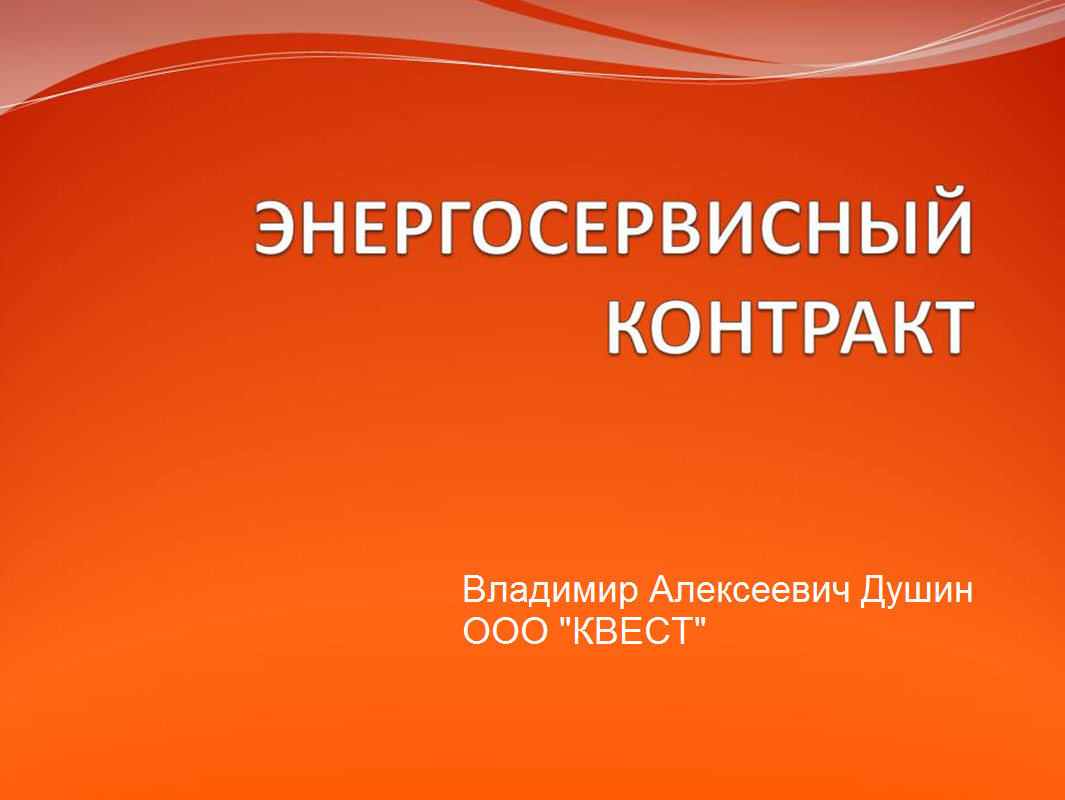 ЭНЕРГОСЕРВИСНЫЙ
КОНТРАКТ
Владимир Алексеевич Душин
ООО "КВЕСТ"